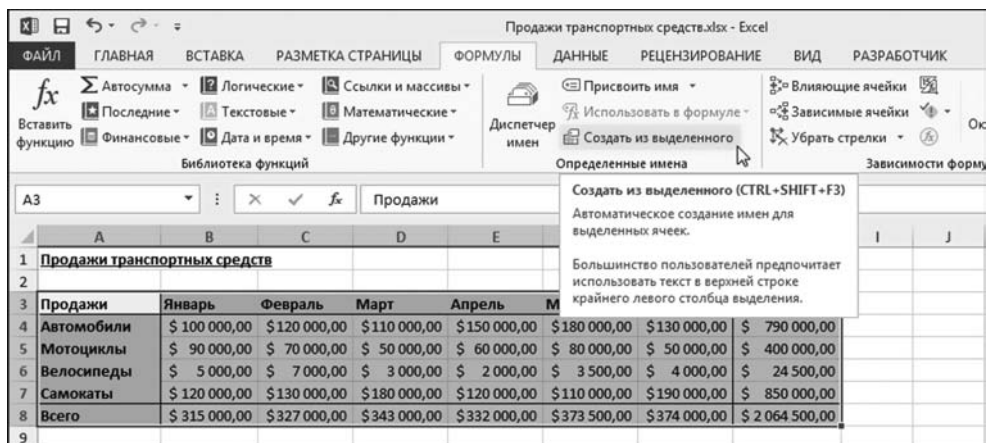 Продажи транспортных средств.xlsx - Excel
ФАЙЛ ГЛАВНАЯ ВСТАВКА РАЗМЕТКА СТРАНИЦЫ ФОРМУЛЫ ДАННЫЕ РЕЦЕНЗИРОВАНИЕ ВИД РАЗРАБОТЧИК
fx Вставить функцию
Σ Автосумма
Последние
Финансовые
Логические
Текстовые
Дата и время
Ссылки и массивы
Математические
Другие функции
Библиотека функций
Диспетчер имен
Присвоить имя
Использовать в формуле
Создать из выделенного
Определенные имена
Влияющие ячейки
Зависимые ячейки
Убрать стрелки
Зависимости форму
A3 fx Продажи
Создать из выделенного (CTRL+SHIFT+F3)
Автоматическое создание имен для
выделенных ячеек.
Большинство пользователей предпочитает
использовать текст в верхней строке
крайнего левого столбца выделения.
A B C D E I J
1 Продажи транспортных средств
2
3 Продажи Январь Февраль Март Апрель М
4 Автомобили $ 100 000,00 $ 120 000,00 $ 110 000,00 $ 150 000,00 $ 180 000,00 $ 130 000,00 $ 790 000,00
5 Мотоциклы $ 90 000,00 $ 70 000,00 $ 50 000,00 $ 60 000,00 $ 80 000,00 $ 50 000,00 $ 400 000,00
6 Велосипеды $ 5 000,00 $ 7 000,00 $ 3 000,00 $ 2 000,00 $ 3 500,00 $ 4 000,00 $ 24 500,00
7 Самокаты $ 120 000,00 $ 130 000,00 $ 180 000,00 $ 120 000,00 $ 110 000,00 $ 190 000,00 $ 850 000,00
8 Всего $ 315 000,00 $ 327 000,00 $ 343 000,00 $ 332 000,00 $ 373 500,00 $ 374 000,00 $ 2 064 500,00
9